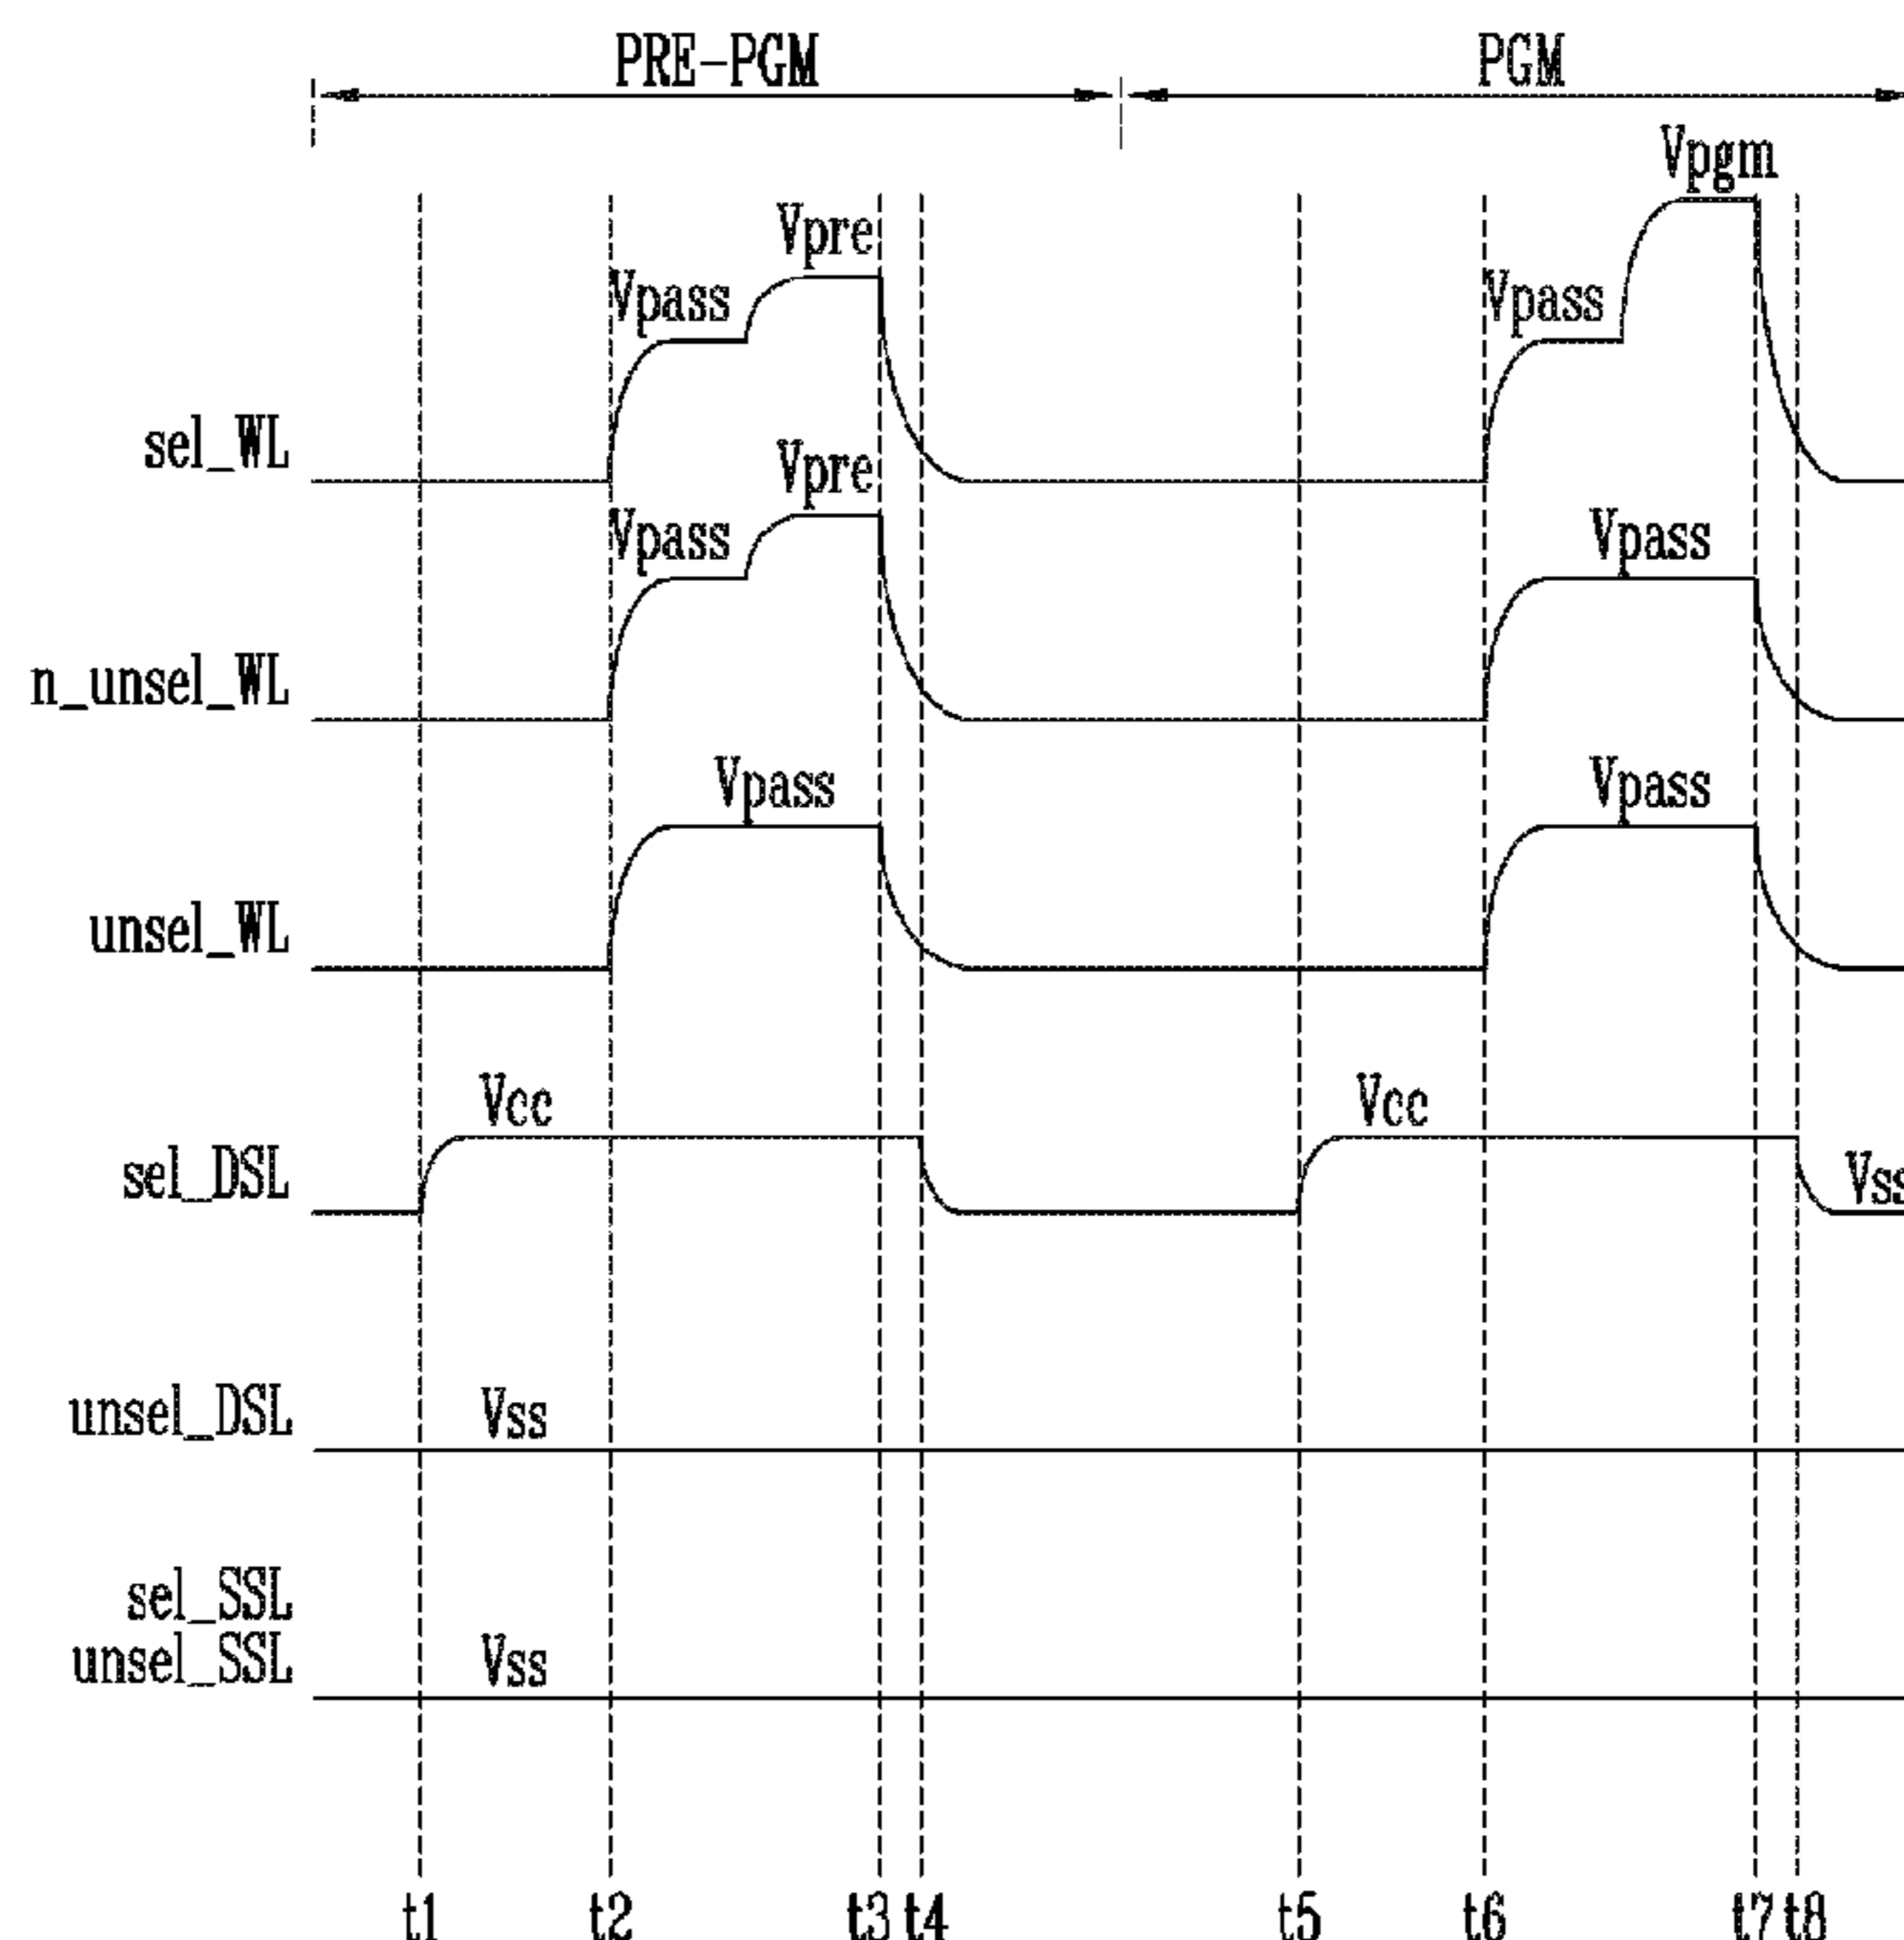 PRE-PGM PGM
Vpgm
Vpre
Vpass Vpass
sel_WL
Vpre
Vpass Vpass
n_unsel_WL
Vpass Vpass
unsel_WL
Vcc Vcc
sel_DSL Vss
unsel_DSL Vss
sel_SSL
unsel_SSL Vss
t1 t2 t3 t4 t5 t6 t7 t8